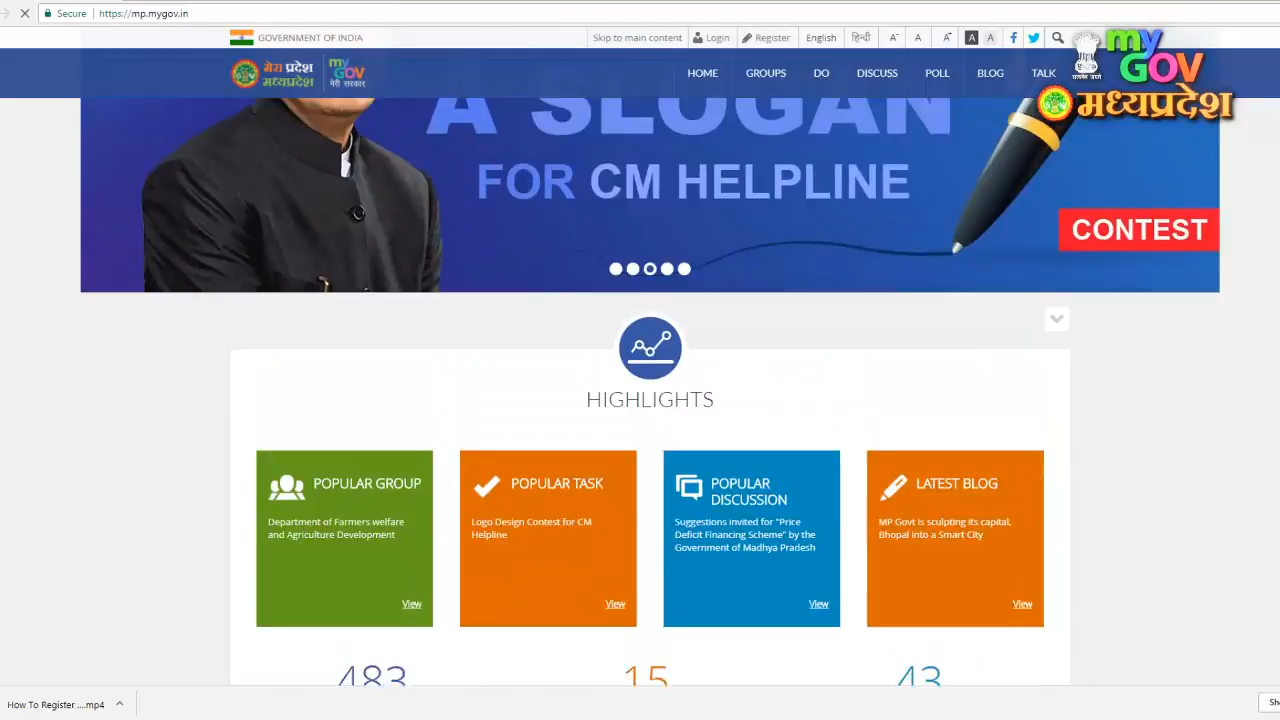 Secure https://mp.mygov.in
GOVERNMENT OF INDIA
Skip to main content Login Register English हिन्दी A- A A+ A A
मेरा प्रदेश
मध्यप्रदेश
my
GOV
मेरी सरकार
HOME GROUPS DO DISCUSS POLL BLOG TALK
my
GOV
सत्यमेव जयते
मध्यप्रदेश
A SLOGAN
FOR CM HELPLINE
CONTEST
HIGHLIGHTS
POPULAR GROUP
Department of Farmers welfare
and Agriculture Development
View
POPULAR TASK
Logo Design Contest for CM
Helpline
View
POPULAR
DISCUSSION
Suggestions invited for "Price
Deficit Financing Scheme" by the
Government of Madhya Pradesh
View
LATEST BLOG
MP Govt is sculpting its capital,
Bhopal into a Smart City
View
483 15 43
How To Register ....mp4